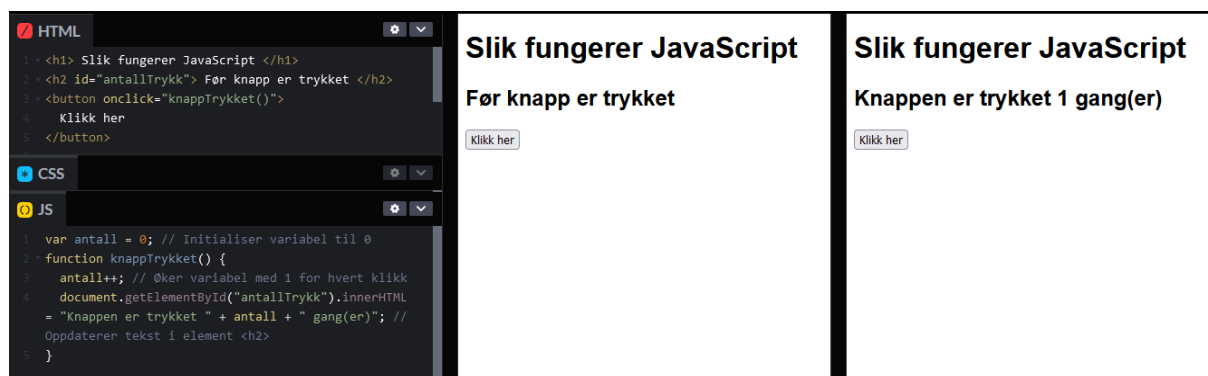 HTML
1 <h1> Slik fungerer JavaScript </h1>
2 <h2 id="antallTrykk"> Før knapp er trykket </h2>
3 <button onclick="knappTrykket()">
4 Klikk her
5 </button>
CSS
JS
1 var antall = 0; // Initialiser variabel til 0
2 function knappTrykket() {
3 antall++; // Øker variabel med 1 for hvert klikk
4 document.getElementById("antallTrykk").innerHTML
= "Knappen er trykket " + antall + " gang(er)"; //
Oppdaterer tekst i element <h2>
5 }
Slik fungerer JavaScript
Før knapp er trykket
Klikk her
Slik fungerer JavaScript
Knappen er trykket 1 gang(er)
Klikk her